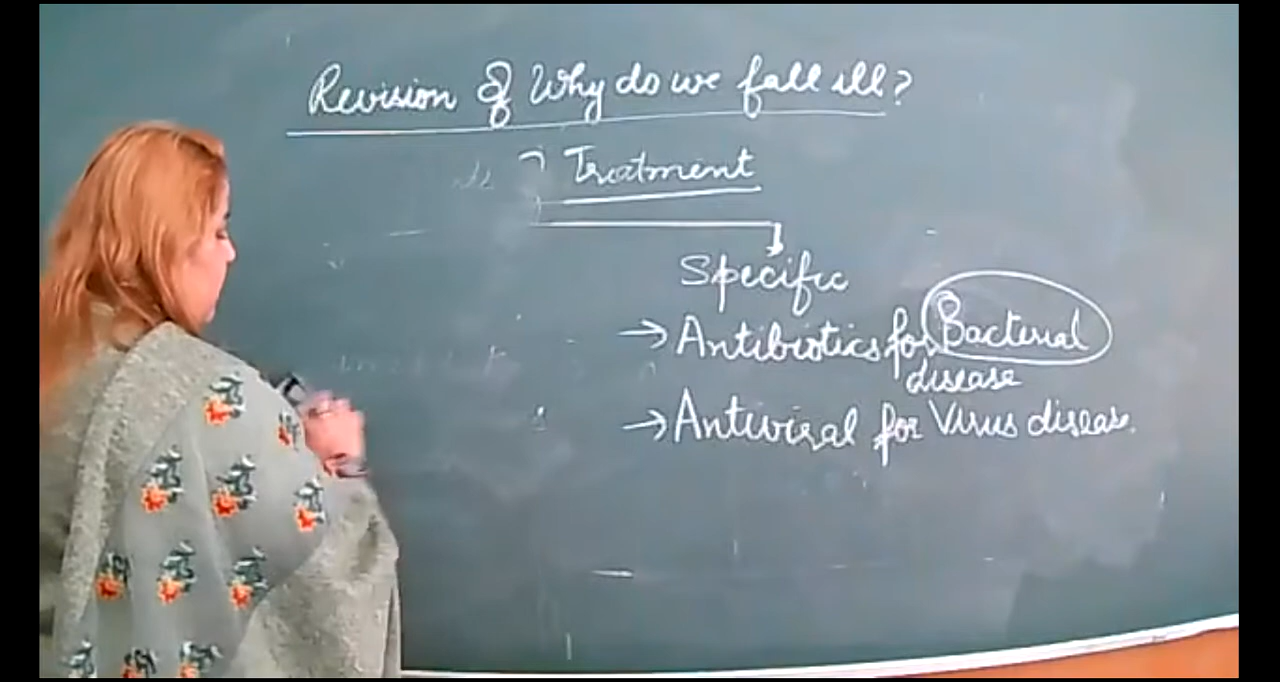 Revision of Why do we fall ill?
Treatment
Specific
→ Antibiotics for Bacterial
disease
→ Antiviral for Virus disease.